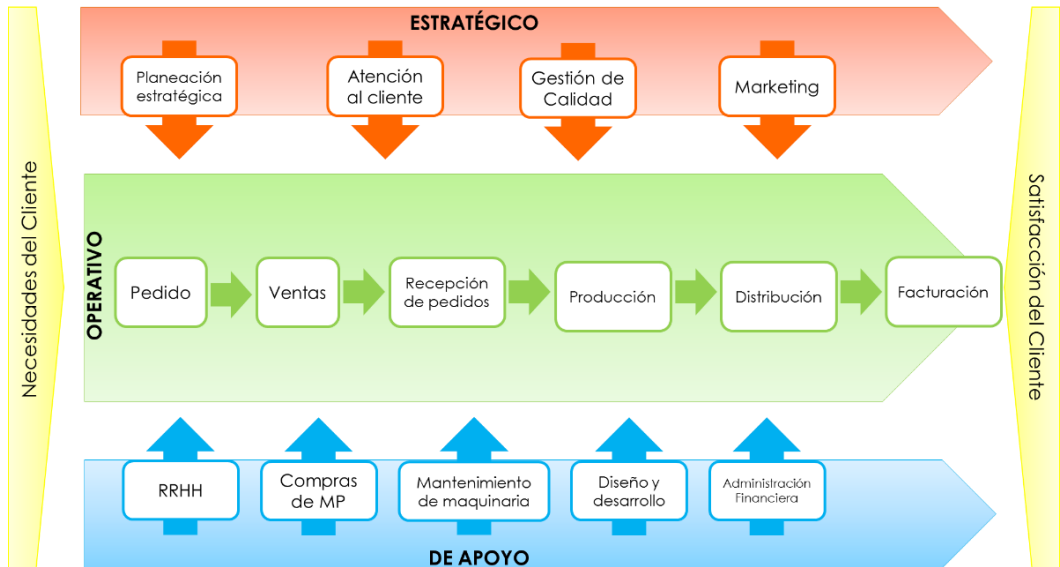 ESTRATÉGICO
Planeación
estratégica
Atención
al cliente
Gestión de
Calidad
Marketing
Necesidades del Cliente
OPERATIVO
Pedido
Ventas
Recepción
de pedidos
Producción
Distribución
Facturación
Satisfacción del Cliente
RRHH
Compras
de MP
Mantenimiento
de maquinaria
Diseño y
desarrollo
Administración
Financiera
DE APOYO